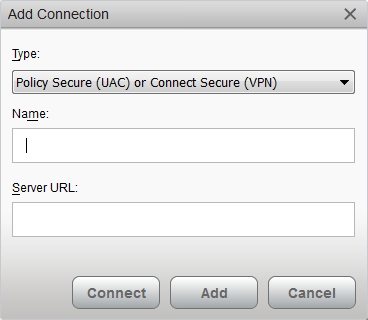 Add Connection
Type:
Policy Secure (UAC) or Connect Secure (VPN)
Name:
Server URL:
Connect Add Cancel